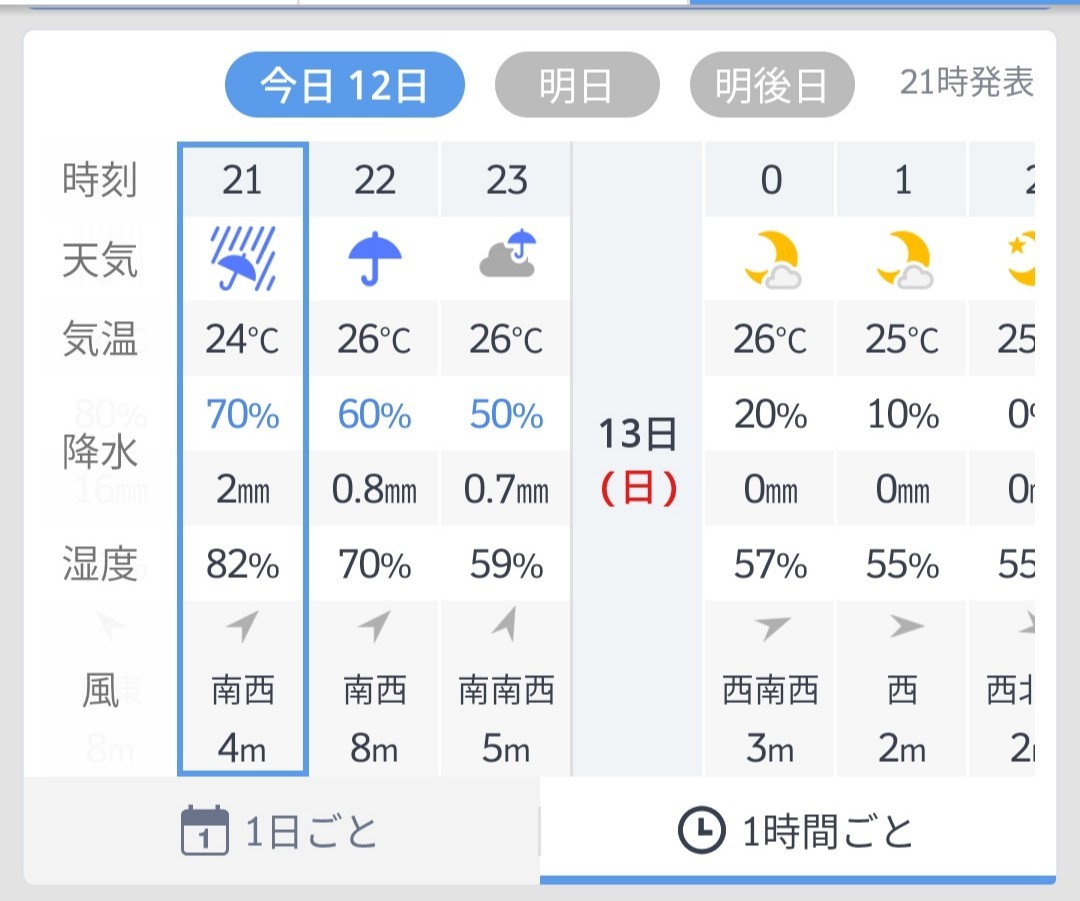 今日 12日 明日 明後日 21時発表
時刻 21 22 23 0 1
天気
気温 24℃ 26℃ 26℃ 26℃ 25℃ 25
80% 70% 60% 50% 20% 10% 0%
降水 13日
16mm 2mm 0.8mm 0.7mm (日) 0mm 0mm
湿度 82% 70% 59% 57% 55% 55
風 南西 南西 南南西 西南西 西 西
8m 4m 8m 5m 3m 2m 2
1 1日ごと 1時間ごと